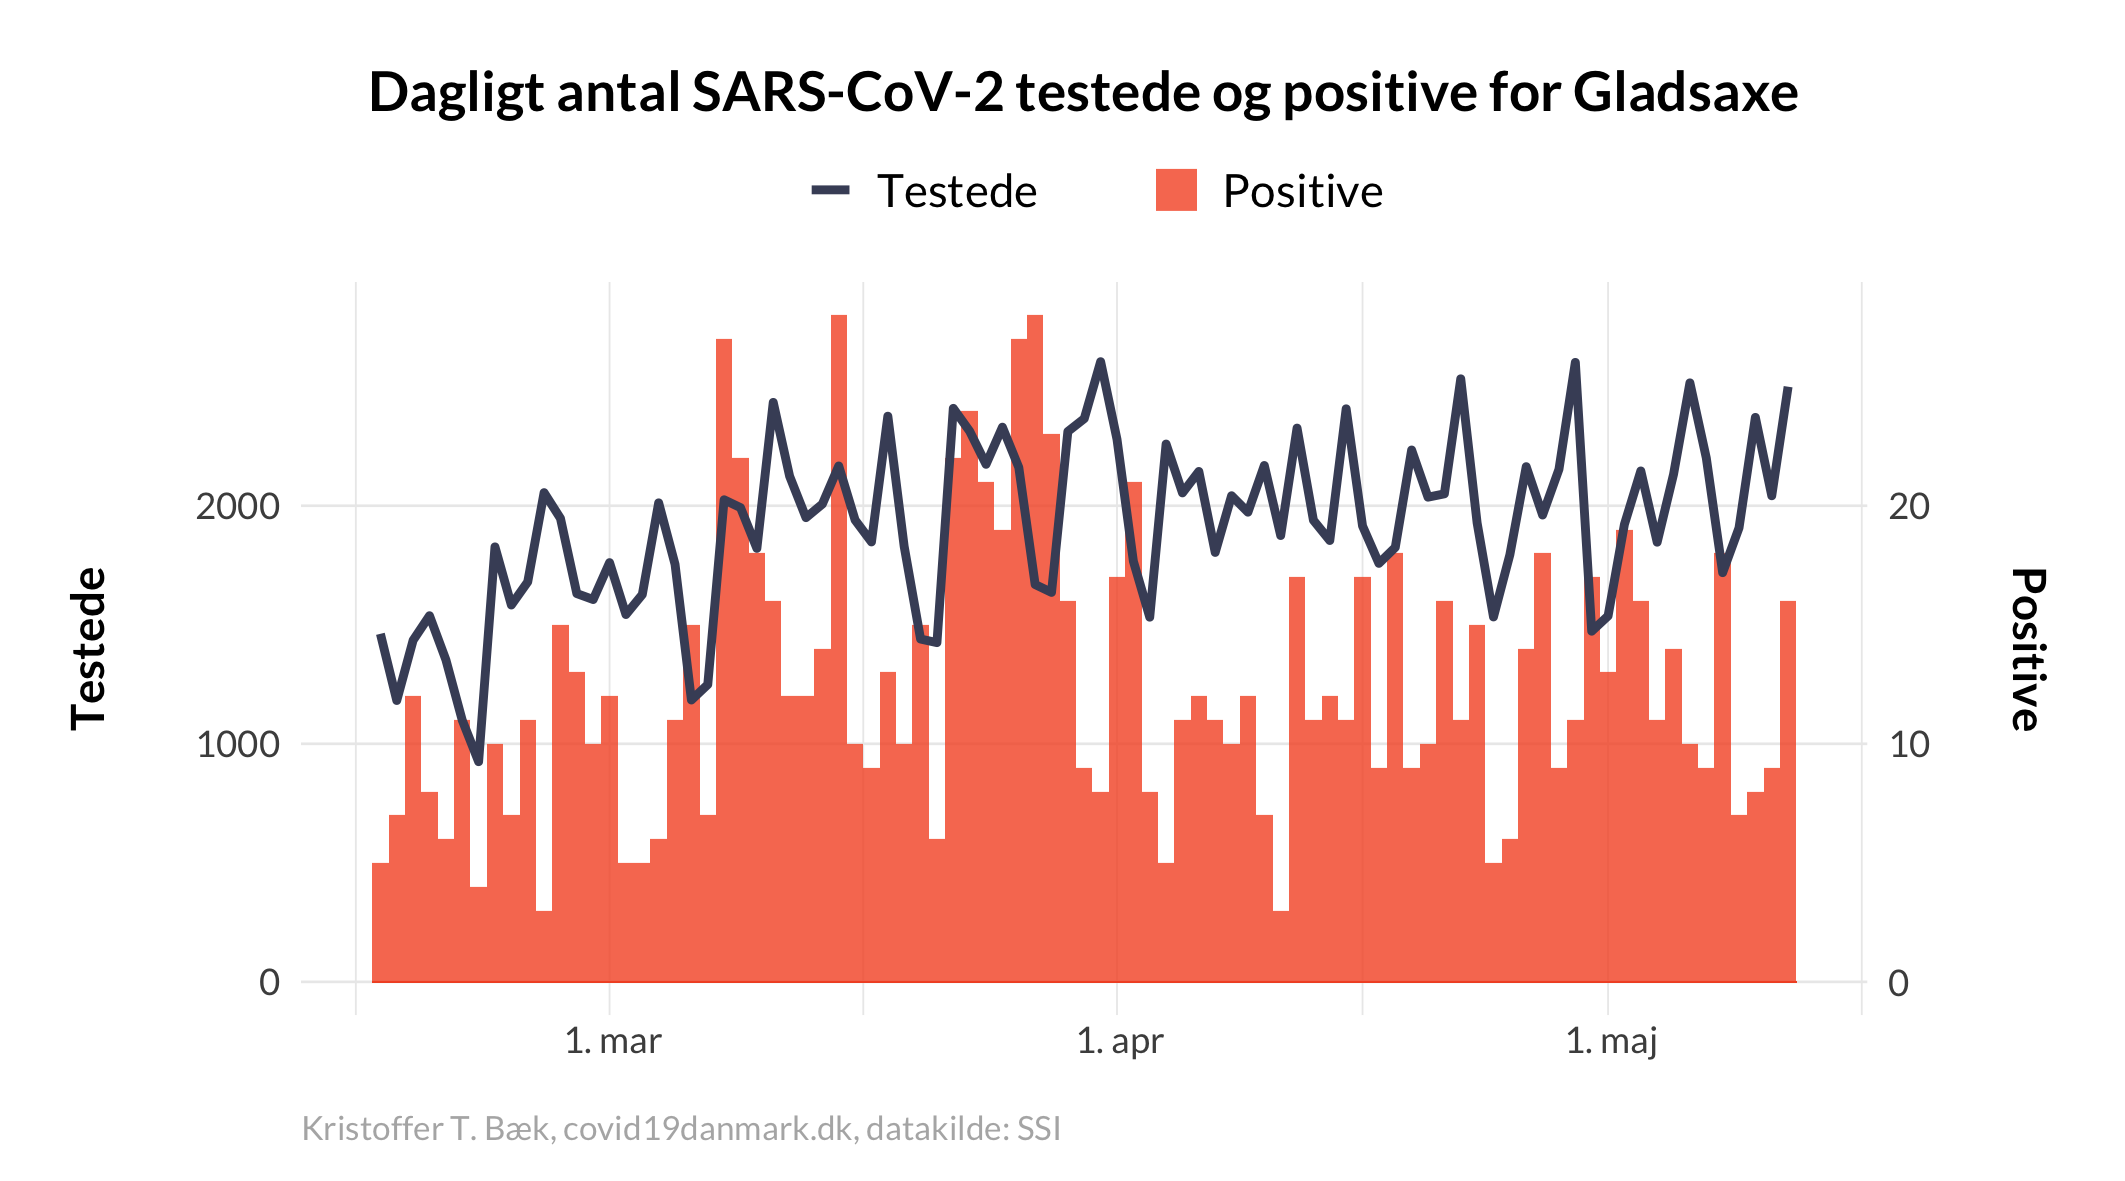 Dagligt antal SARS-CoV-2 testede og positive for Gladsaxe
Testede Positive
Testede
2000
1000
0
20
10
0
Positive
1. mar 1. apr 1. maj
Kristoffer T. Bæk, covid19danmark.dk, datakilde: SSI